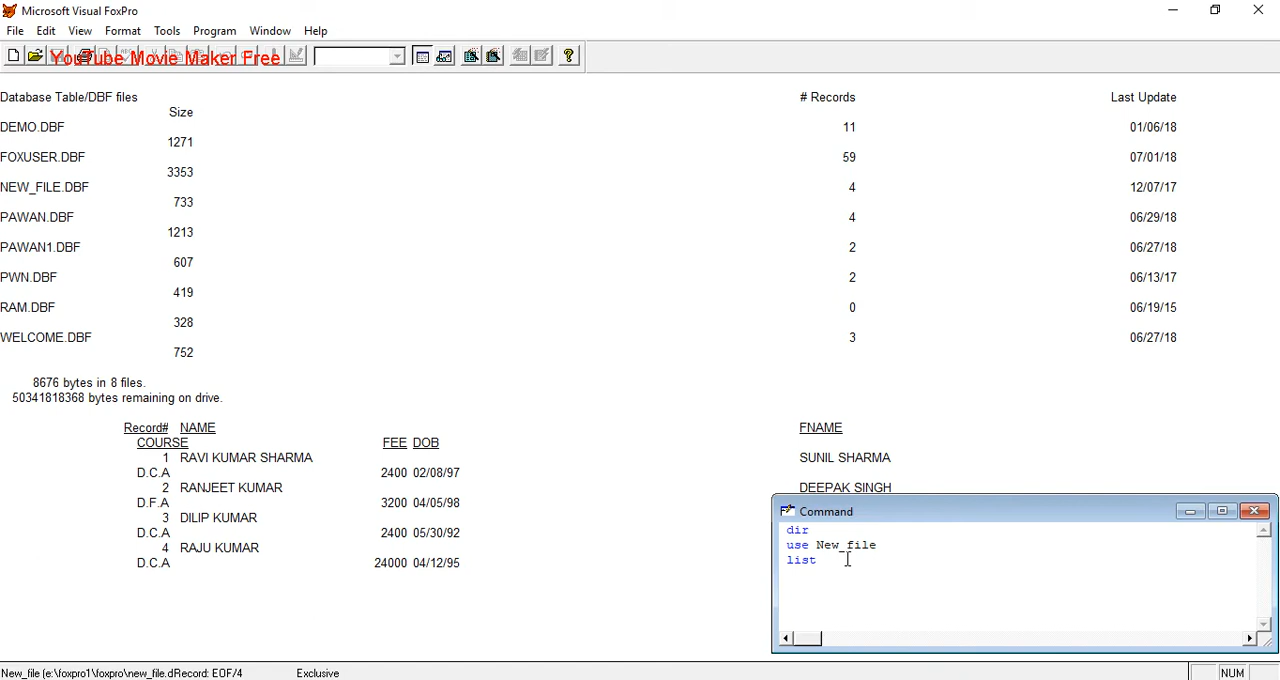 Microsoft Visual FoxPro
File Edit View Format Tools Program Window Help
YouTube Movie Maker Free
Database Table/DBF files # Records Last Update
Size
DEMO.DBF 11 01/06/18
1271
FOXUSER.DBF 59 07/01/18
3353
NEW_FILE.DBF 4 12/07/17
733
PAWAN.DBF 4 06/29/18
1213
PAWAN1.DBF 2 06/27/18
607
PWN.DBF 2 06/13/17
419
RAM.DBF 0 06/19/15
328
WELCOME.DBF 3 06/27/18
752
8676 bytes in 8 files.
50341818368 bytes remaining on drive.
Record# NAME FNAME
COURSE FEE DOB
1 RAVI KUMAR SHARMA SUNIL SHARMA
D.C.A 2400 02/08/97
2 RANJEET KUMAR DEEPAK SINGH
D.F.A 3200 04/05/98
3 DILIP KUMAR
D.C.A 2400 05/30/92
4 RAJU KUMAR
D.C.A 24000 04/12/95
Command
dir
use New_file
list
New_file (e:\foxpro1\foxpro\new_file.dRecord: EOF/4 Exclusive NUM